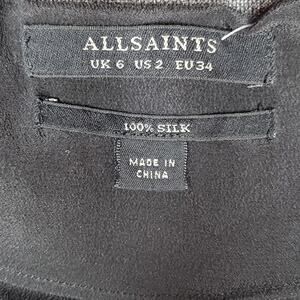 ALLSAINTS
UK 6 US 2 EU 34
100% SILK
MADE IN
CHINA